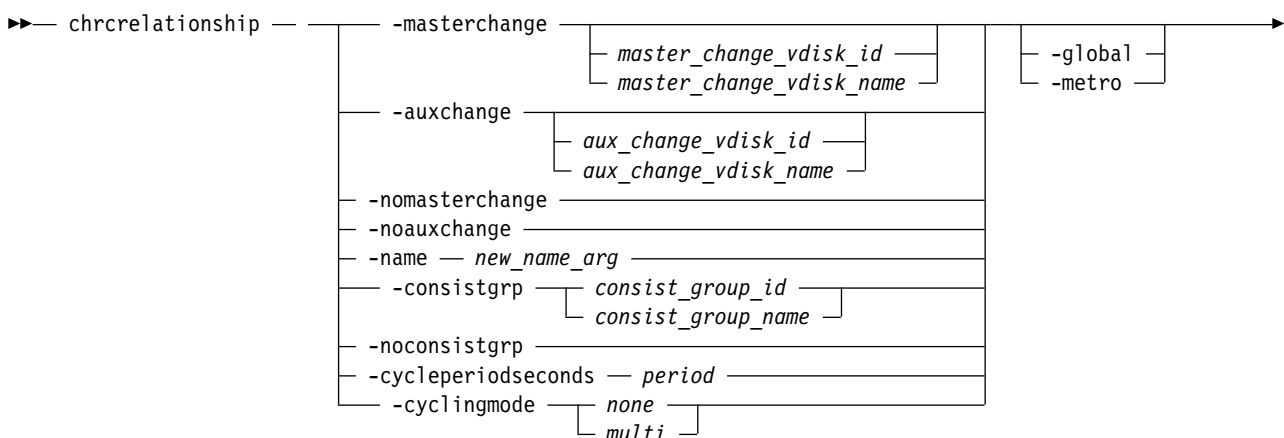 chrcrelationship -masterchange
master_change_vdisk_id -global
master_change_vdisk_name -metro
-auxchange
aux_change_vdisk_id
aux_change_vdisk_name
-nomasterchange
-noauxchange
-name new_name_arg
-consistgrp consist_group_id
consist_group_name
-noconsistgrp
-cycleperiodseconds period
-cyclingmode none
multi